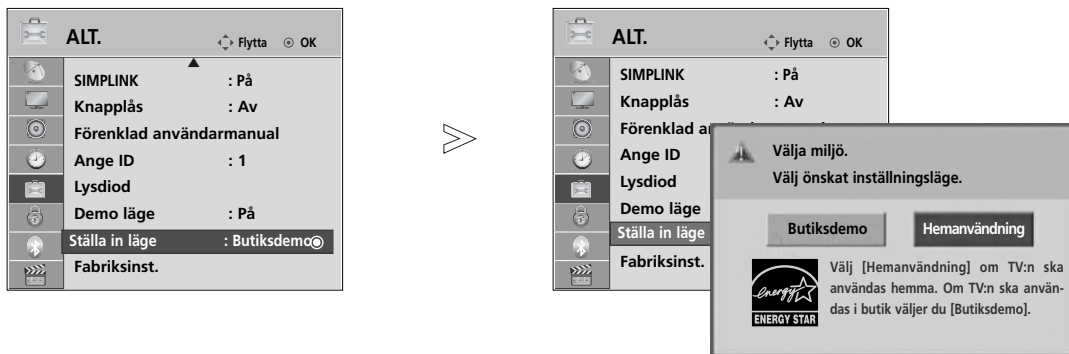 ALT.
Flytta OK
SIMPLINK : På
Knapplås : Av
Förenklad användarmanual
Ange ID : 1
Lysdiod
Demo läge : På
Ställa in läge : Butiksdemo
Fabriksinst.
ALT.
Flytta OK
SIMPLINK : På
Knapplås : Av
Förenklad
Ange ID
Lysdiod
Demo läge
Ställa in läge
Fabriksinst.
Välja miljö.
Välj önskat inställningsläge.
Butiksdemo
Hemanvändning
energy
ENERGY STAR
Välj [Hemanvändning] om TV:n ska
användas hemma. Om TV:n ska använ-
das i butik väljer du [Butiksdemo].